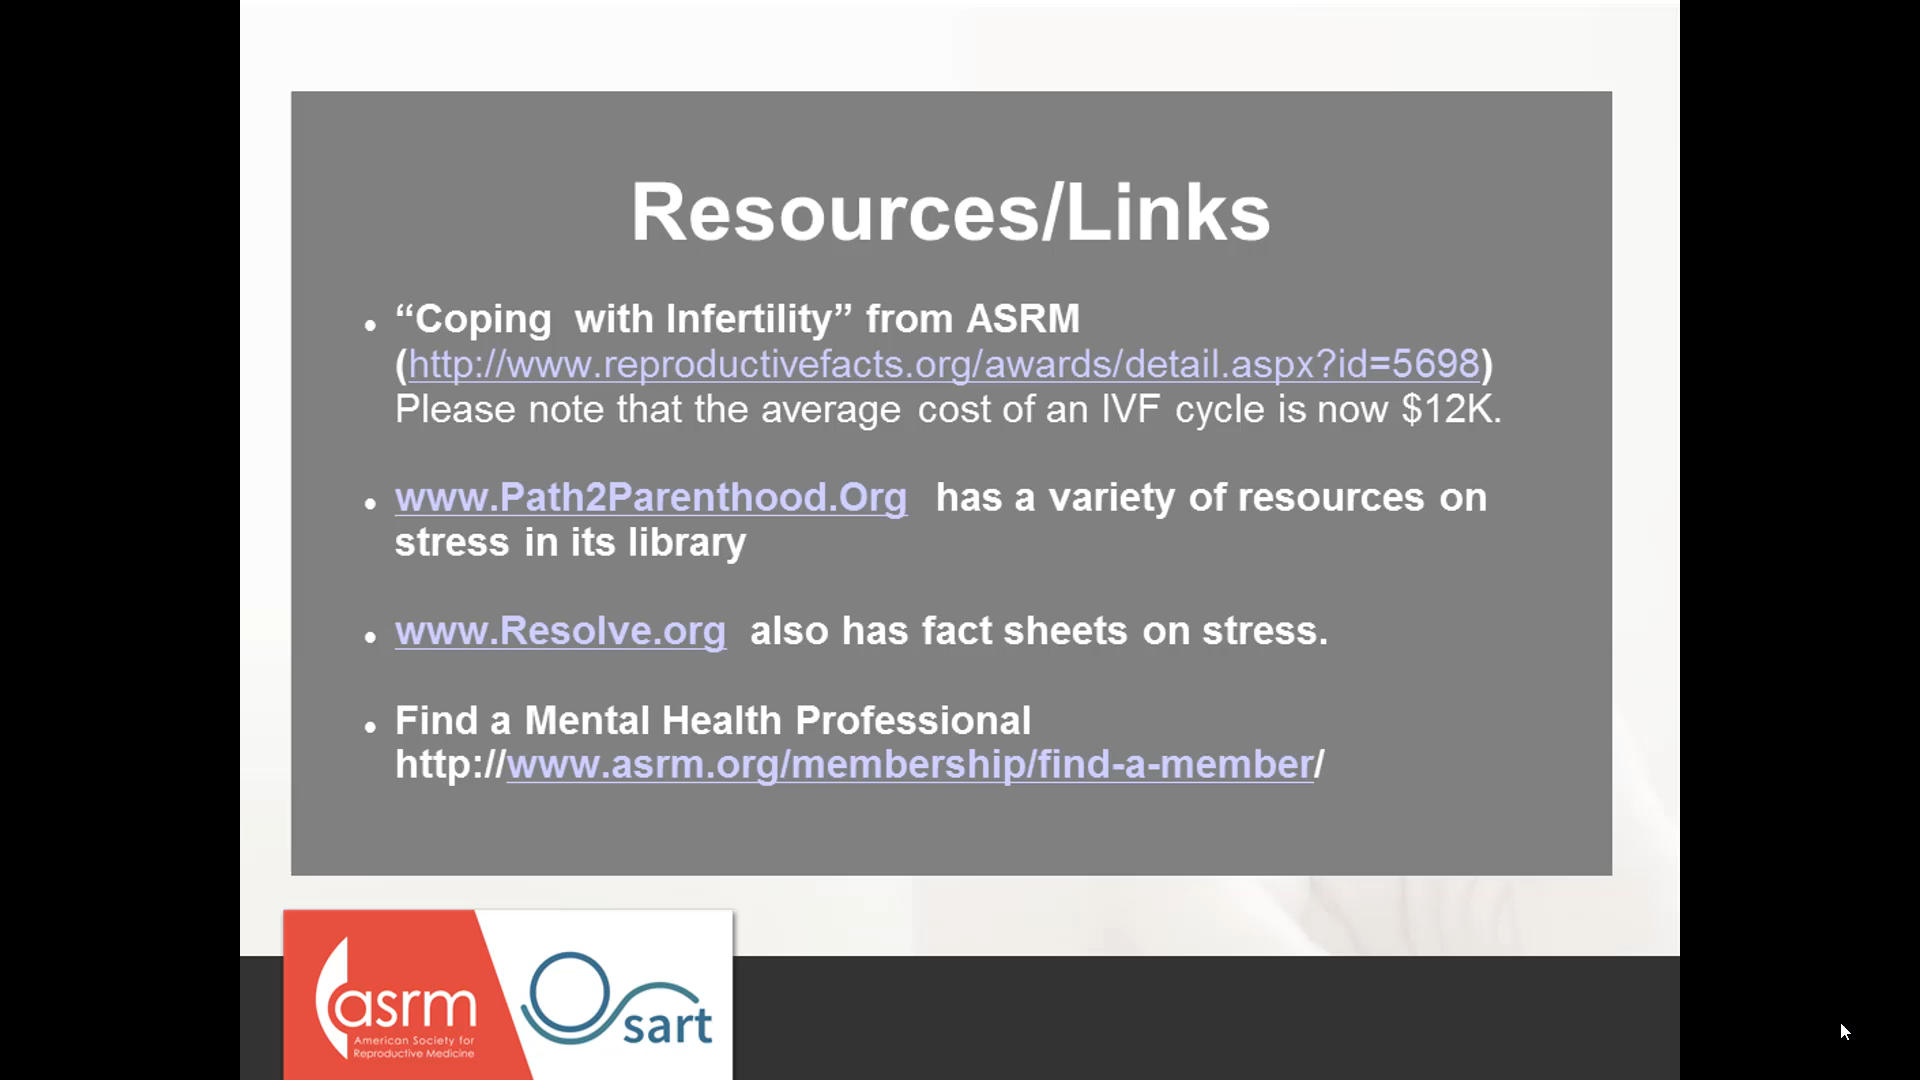 Resources/Links
“Coping with Infertility” from ASRM
(http://www.reproductivefacts.org/awards/detail.aspx?id=5698)
Please note that the average cost of an IVF cycle is now $12K.
www.Path2Parenthood.Org has a variety of resources on
stress in its library
www.Resolve.org also has fact sheets on stress.
Find a Mental Health Professional
http://www.asrm.org/membership/find-a-member/
asrm
American Society for
Reproductive Medicine
sart